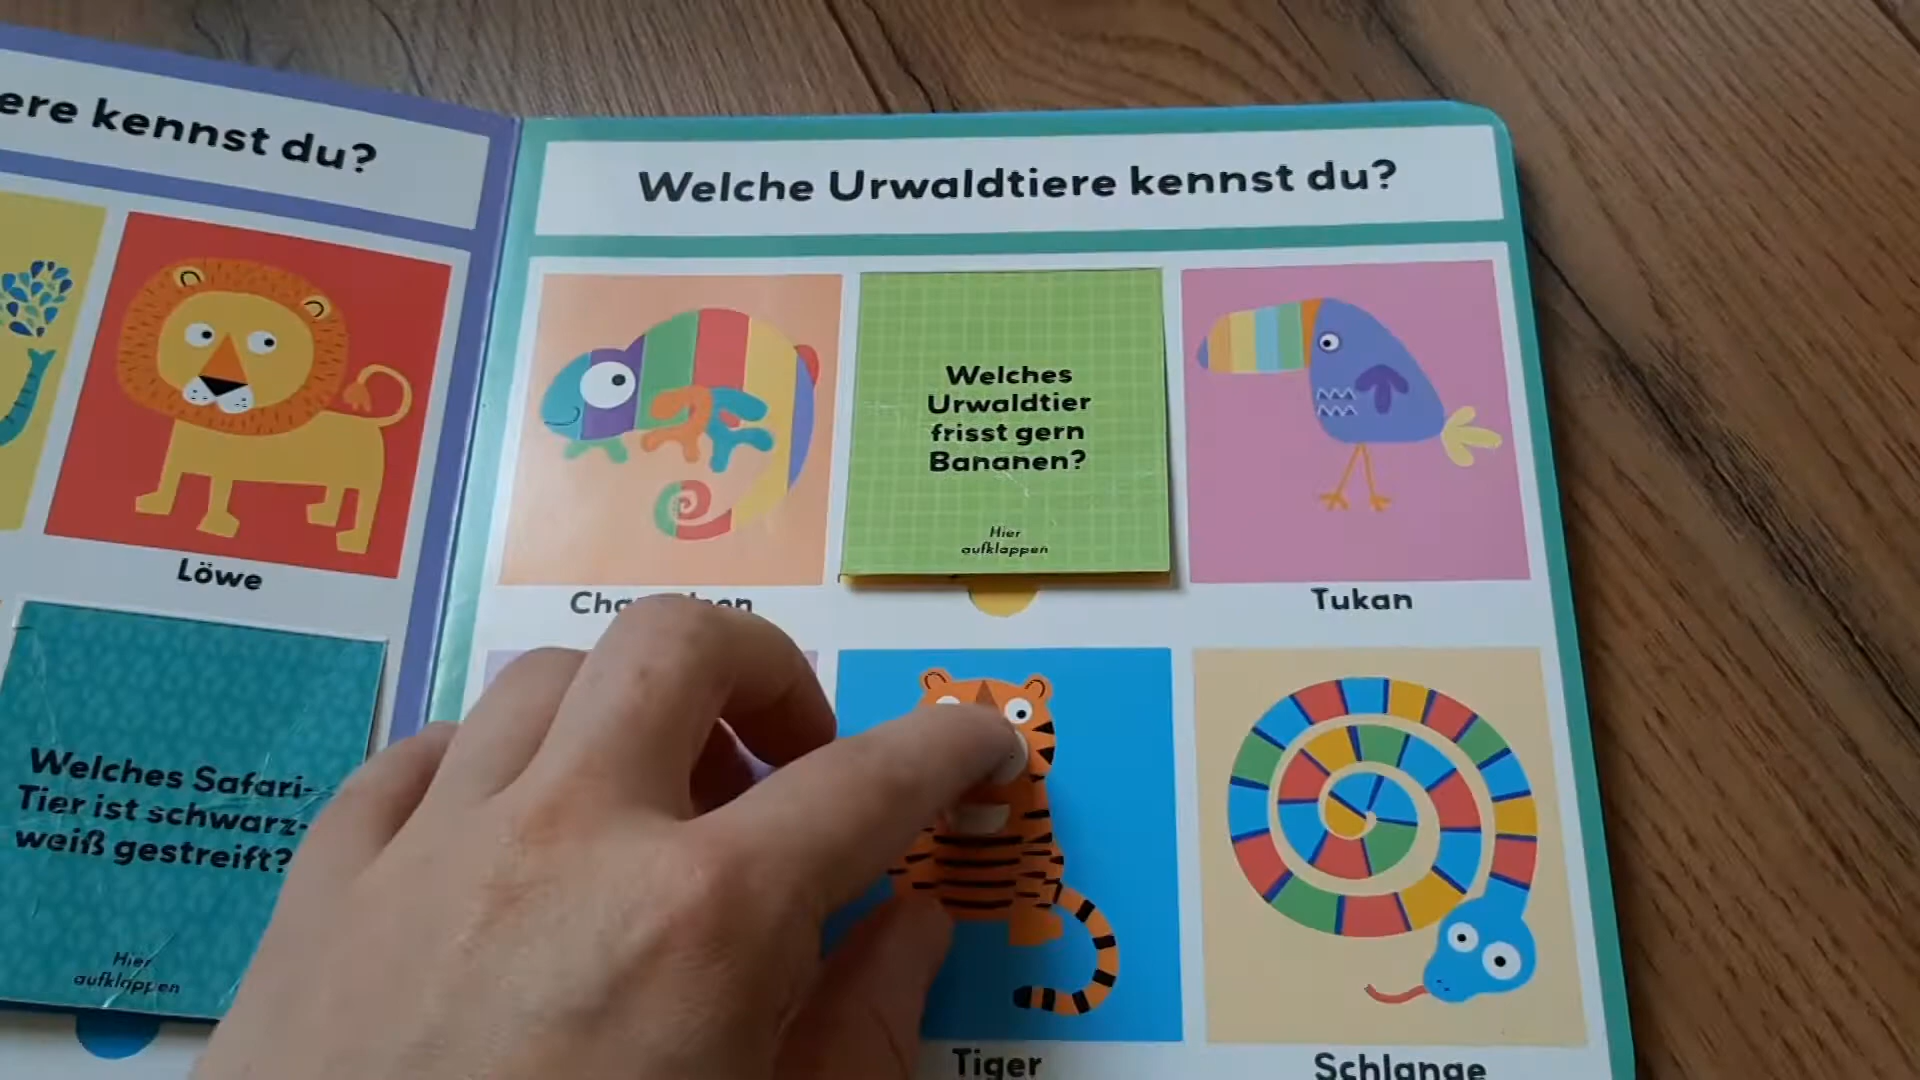 ere kennst du?
Löwe
Welches Safari-
Tier ist schwarz-
weiß gestreift?
Hier
aufklappen
Welche Urwaldtiere kennst du?
Welches
Urwaldtier
frisst gern
Bananen?
Hier
aufklappen
Tukan
Tiger
Schlange